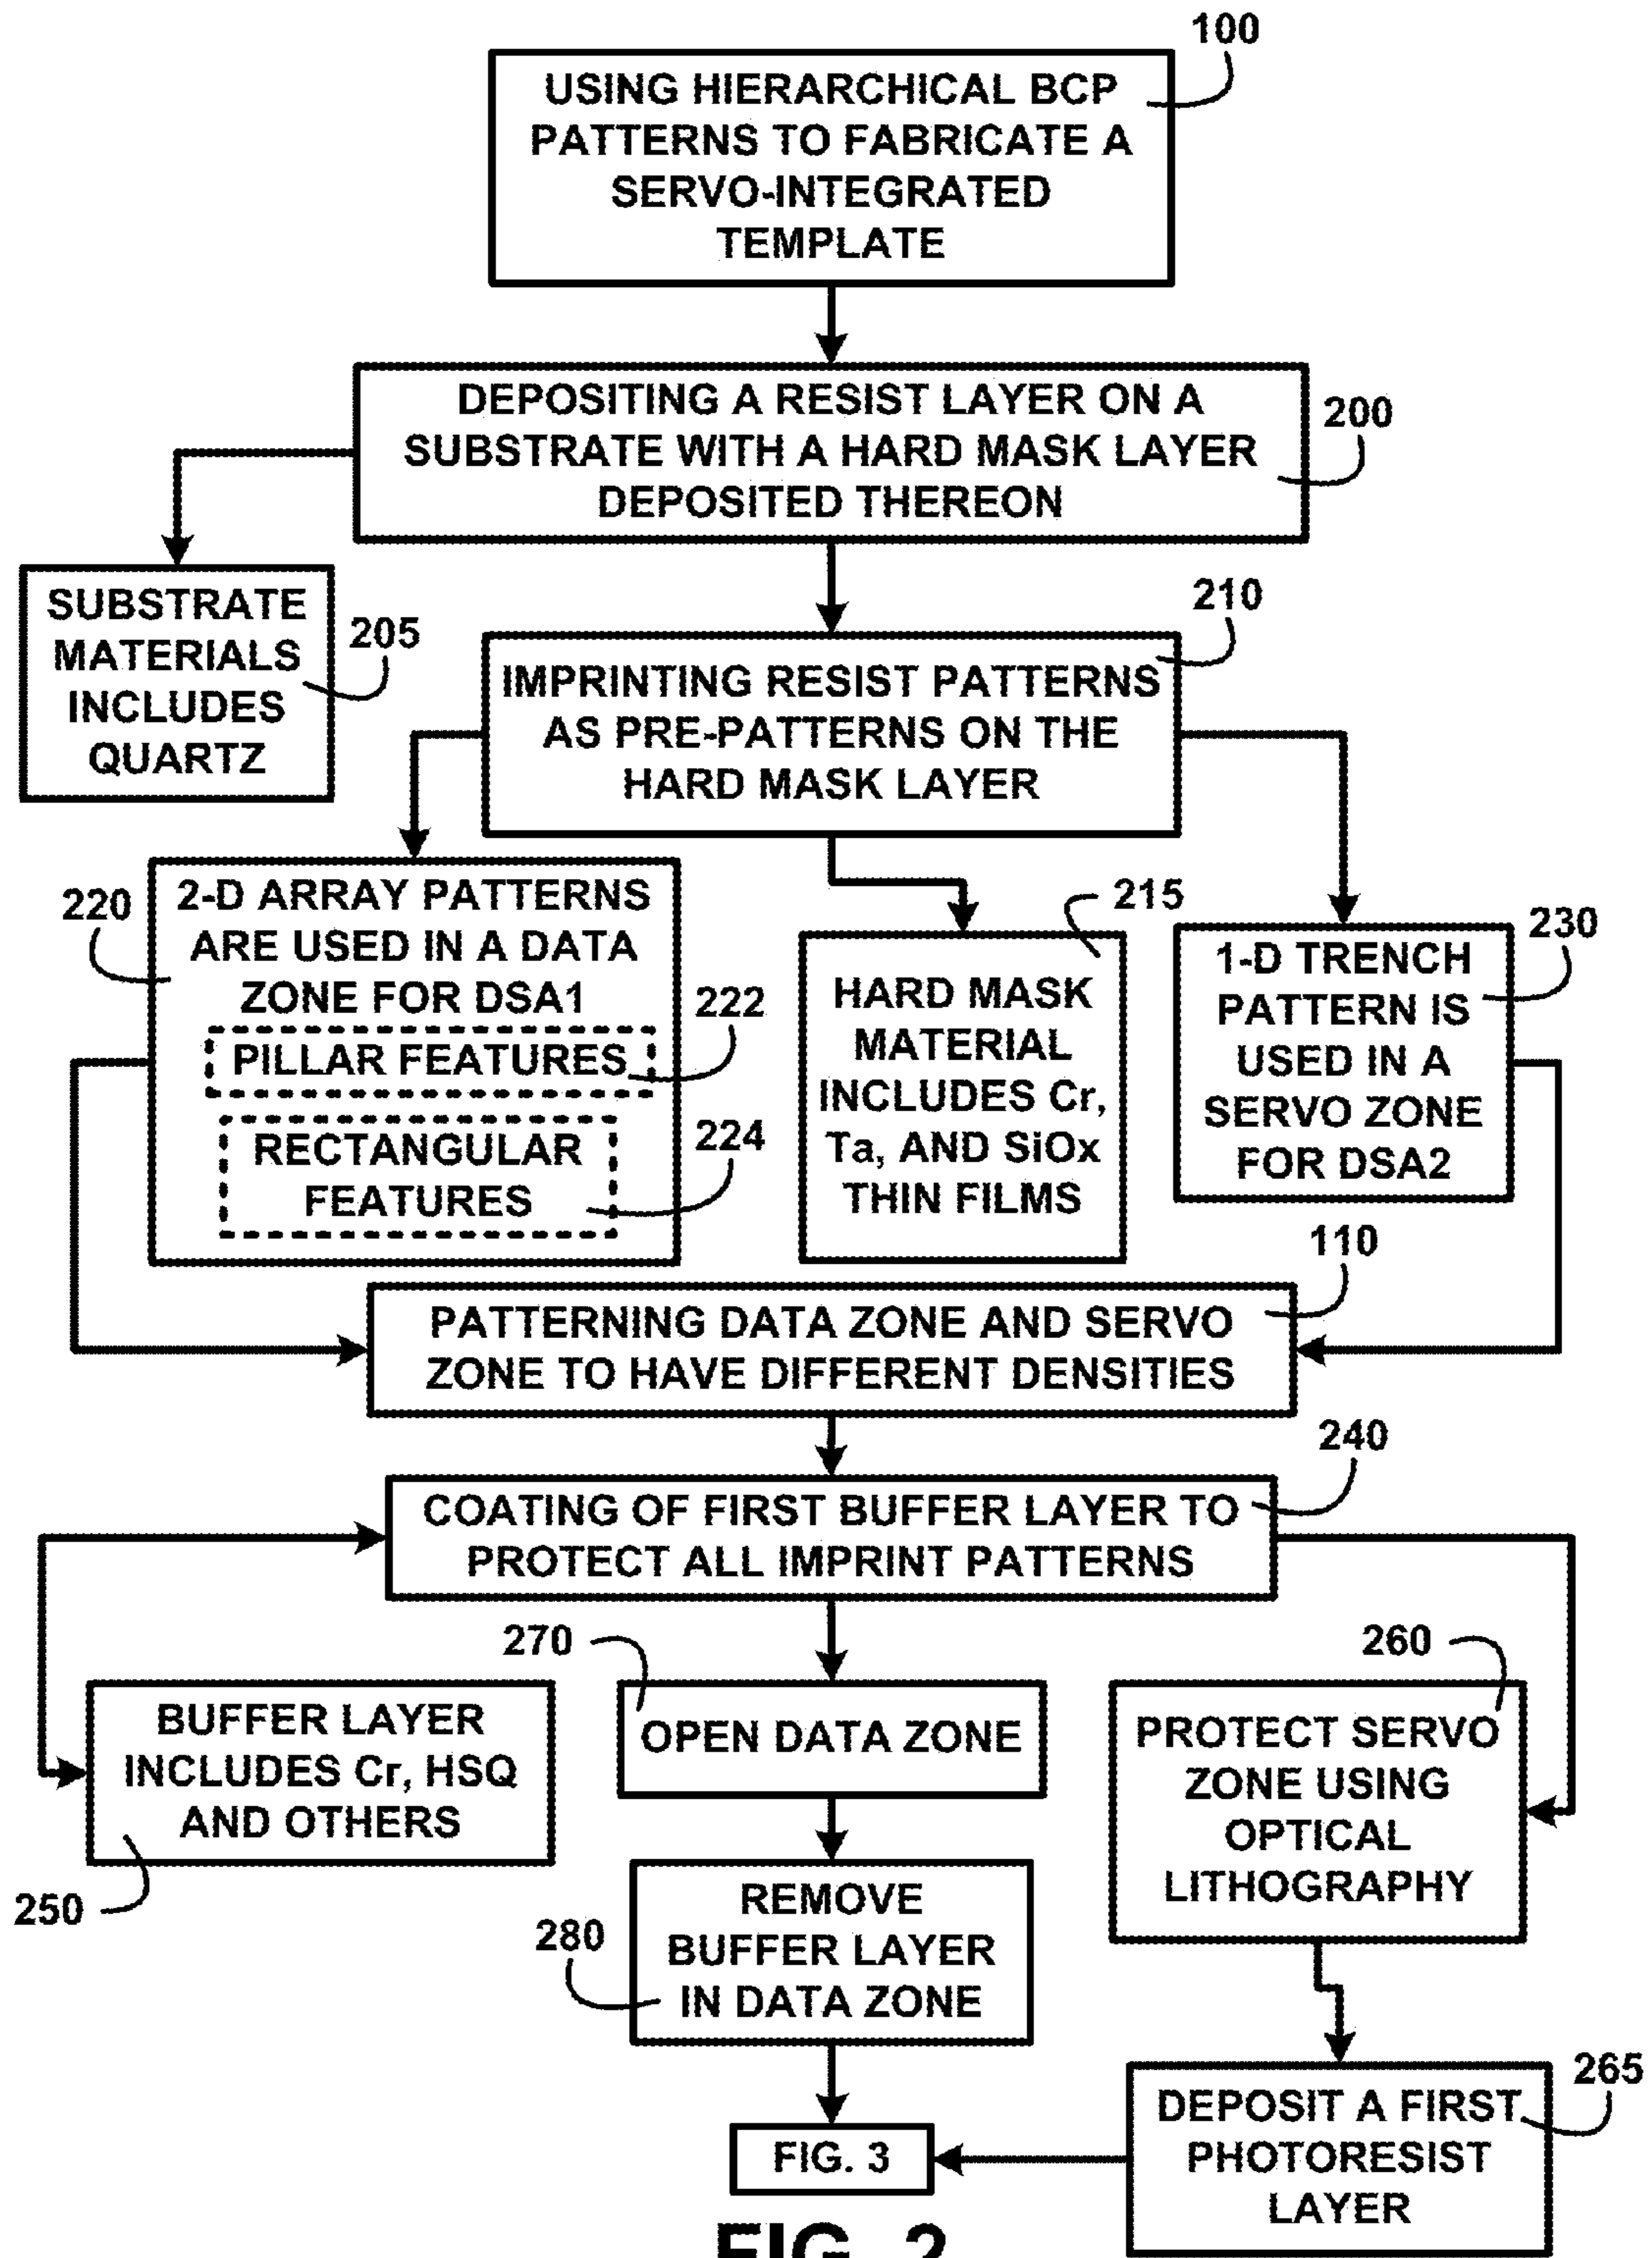 100
USING HIERARCHICAL BCP
PATTERNS TO FABRICATE A
SERVO-INTEGRATED
TEMPLATE
DEPOSITING A RESIST LAYER ON A
SUBSTRATE WITH A HARD MASK LAYER
DEPOSITED THEREON
200
SUBSTRATE
MATERIALS
INCLUDES
QUARTZ
205
210
IMPRINTING RESIST PATTERNS
AS PRE-PATTERNS ON THE
HARD MASK LAYER
220
2-D ARRAY PATTERNS
ARE USED IN A DATA
ZONE FOR DSA1
222
PILLAR FEATURES
224
RECTANGULAR
FEATURES
215
HARD MASK
MATERIAL
INCLUDES Cr,
Ta, AND SiOx
THIN FILMS
230
1-D TRENCH
PATTERN IS
USED IN A
SERVO ZONE
FOR DSA2
110
PATTERNING DATA ZONE AND SERVO
ZONE TO HAVE DIFFERENT DENSITIES
240
COATING OF FIRST BUFFER LAYER TO
PROTECT ALL IMPRINT PATTERNS
BUFFER LAYER
INCLUDES Cr, HSQ
AND OTHERS
250
270
OPEN DATA ZONE
260
PROTECT SERVO
ZONE USING
OPTICAL
LITHOGRAPHY
280
REMOVE
BUFFER LAYER
IN DATA ZONE
265
DEPOSIT A FIRST
PHOTORESIST
LAYER
FIG. 3
FIG. 2